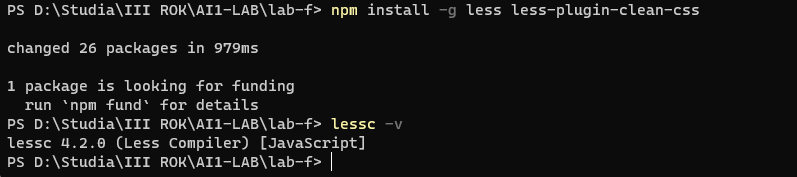 PS D:\Studia\III ROK\AI1-LAB\lab-f> npm install -g less less-plugin-clean-css
changed 26 packages in 979ms
1 package is looking for funding
  run `npm fund` for details
PS D:\Studia\III ROK\AI1-LAB\lab-f> lessc -v
lessc 4.2.0 (Less Compiler) [JavaScript]
PS D:\Studia\III ROK\AI1-LAB\lab-f>